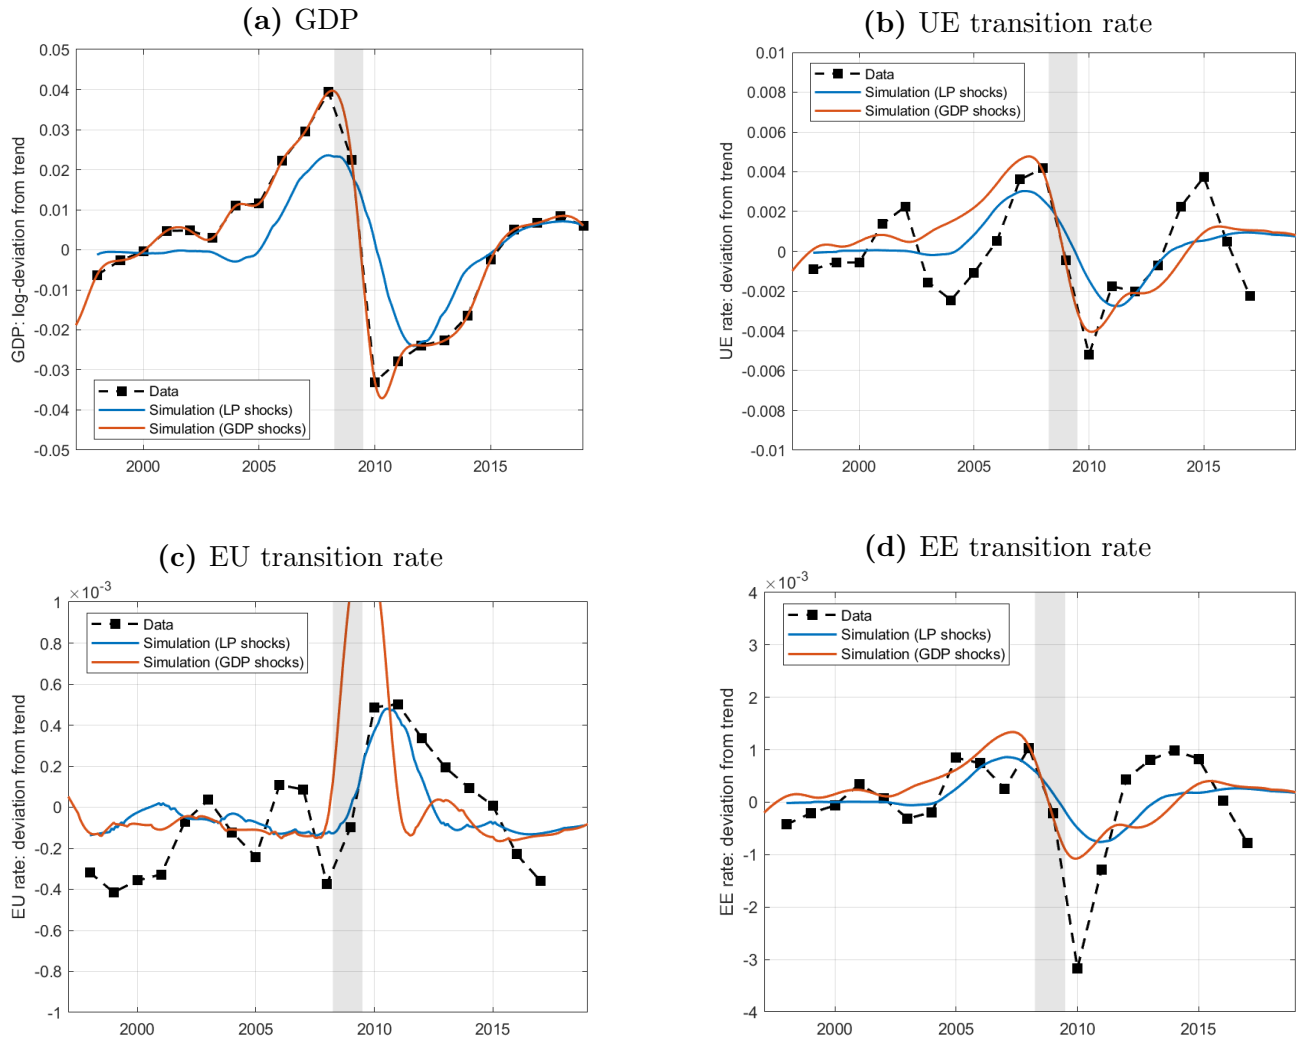 (a) GDP
GDP: log-deviation from trend
0.05
0.04
0.03
0.02
0.01
0
-0.01
-0.02
-0.03
-0.04
-0.05
Data
Simulation (LP shocks)
Simulation (GDP shocks)
2000 2005 2010 2015
(b) UE transition rate
UE rate: deviation from trend
0.01
0.008
0.006
0.004
0.002
0
-0.002
-0.004
-0.006
-0.008
-0.01
Data
Simulation (LP shocks)
Simulation (GDP shocks)
2000 2005 2010 2015
(c) EU transition rate
×10-3
EU rate: deviation from trend
1
0.8
0.6
0.4
0.2
0
-0.2
-0.4
-0.6
-0.8
-1
Data
Simulation (LP shocks)
Simulation (GDP shocks)
2000 2005 2010 2015
(d) EE transition rate
×10-3
EE rate: deviation from trend
4
3
2
1
0
-1
-2
-3
-4
Data
Simulation (LP shocks)
Simulation (GDP shocks)
2000 2005 2010 2015